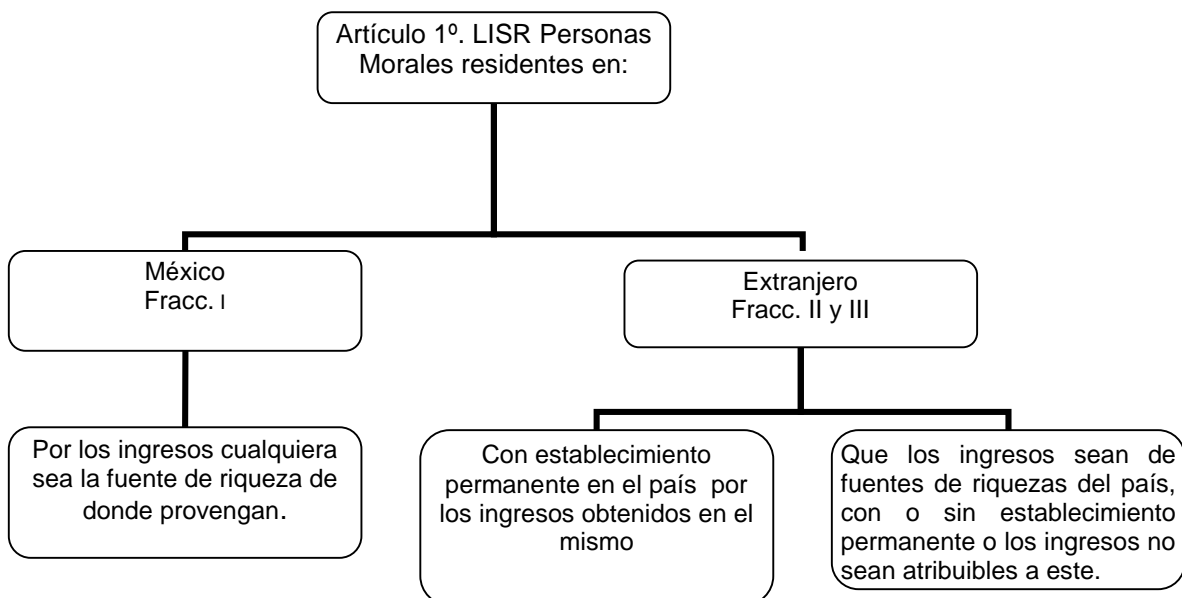 Artículo 1º. LISR Personas
Morales residentes en:
México
Fracc. I
Extranjero
Fracc. II y III
Por los ingresos cualquiera
sea la fuente de riqueza de
donde provengan.
Con establecimiento
permanente en el país por
los ingresos obtenidos en el
mismo
Que los ingresos sean de
fuentes de riquezas del país,
con o sin establecimiento
permanente o los ingresos no
sean atribuibles a este.